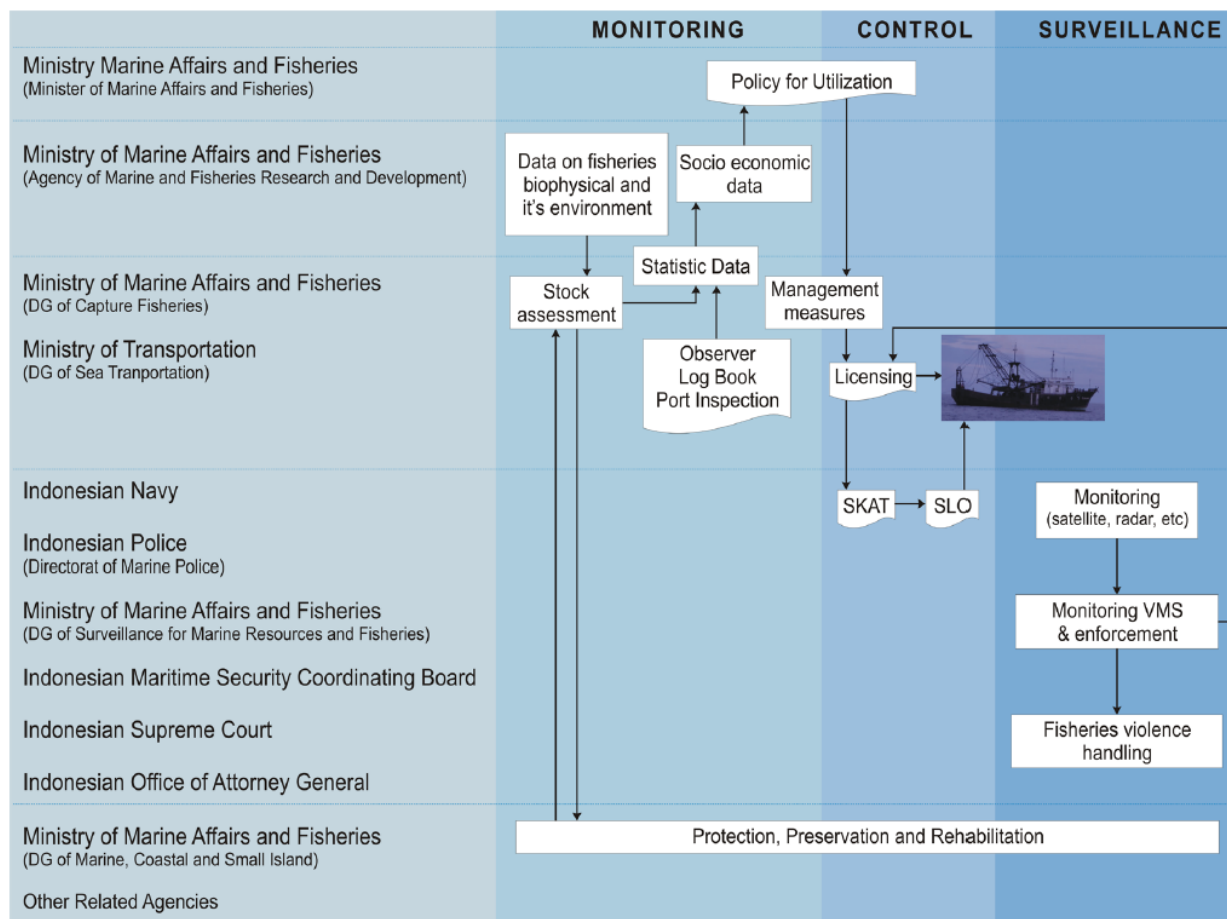 MONITORING
CONTROL
SURVEILLANCE
Ministry Marine Affairs and Fisheries
(Minister of Marine Affairs and Fisheries)
Policy for Utilization
Ministry of Marine Affairs and Fisheries
(Agency of Marine and Fisheries Research and Development)
Data on fisheries
biophysical and
it's environment
Socio economic
data
Ministry of Marine Affairs and Fisheries
(DG of Capture Fisheries)
Stock
assessment
Statistic Data
Management
measures
Ministry of Transportation
(DG of Sea Tranportation)
Observer
Log Book
Port Inspection
Licensing
Indonesian Navy
SKAT
SLO
Monitoring
(satellite, radar, etc)
Indonesian Police
(Directorat of Marine Police)
Ministry of Marine Affairs and Fisheries
(DG of Surveillance for Marine Resources and Fisheries)
Monitoring VMS
& enforcement
Indonesian Maritime Security Coordinating Board
Indonesian Supreme Court
Fisheries violence
handling
Indonesian Office of Attorney General
Ministry of Marine Affairs and Fisheries
(DG of Marine, Coastal and Small Island)
Protection, Preservation and Rehabilitation
Other Related Agencies